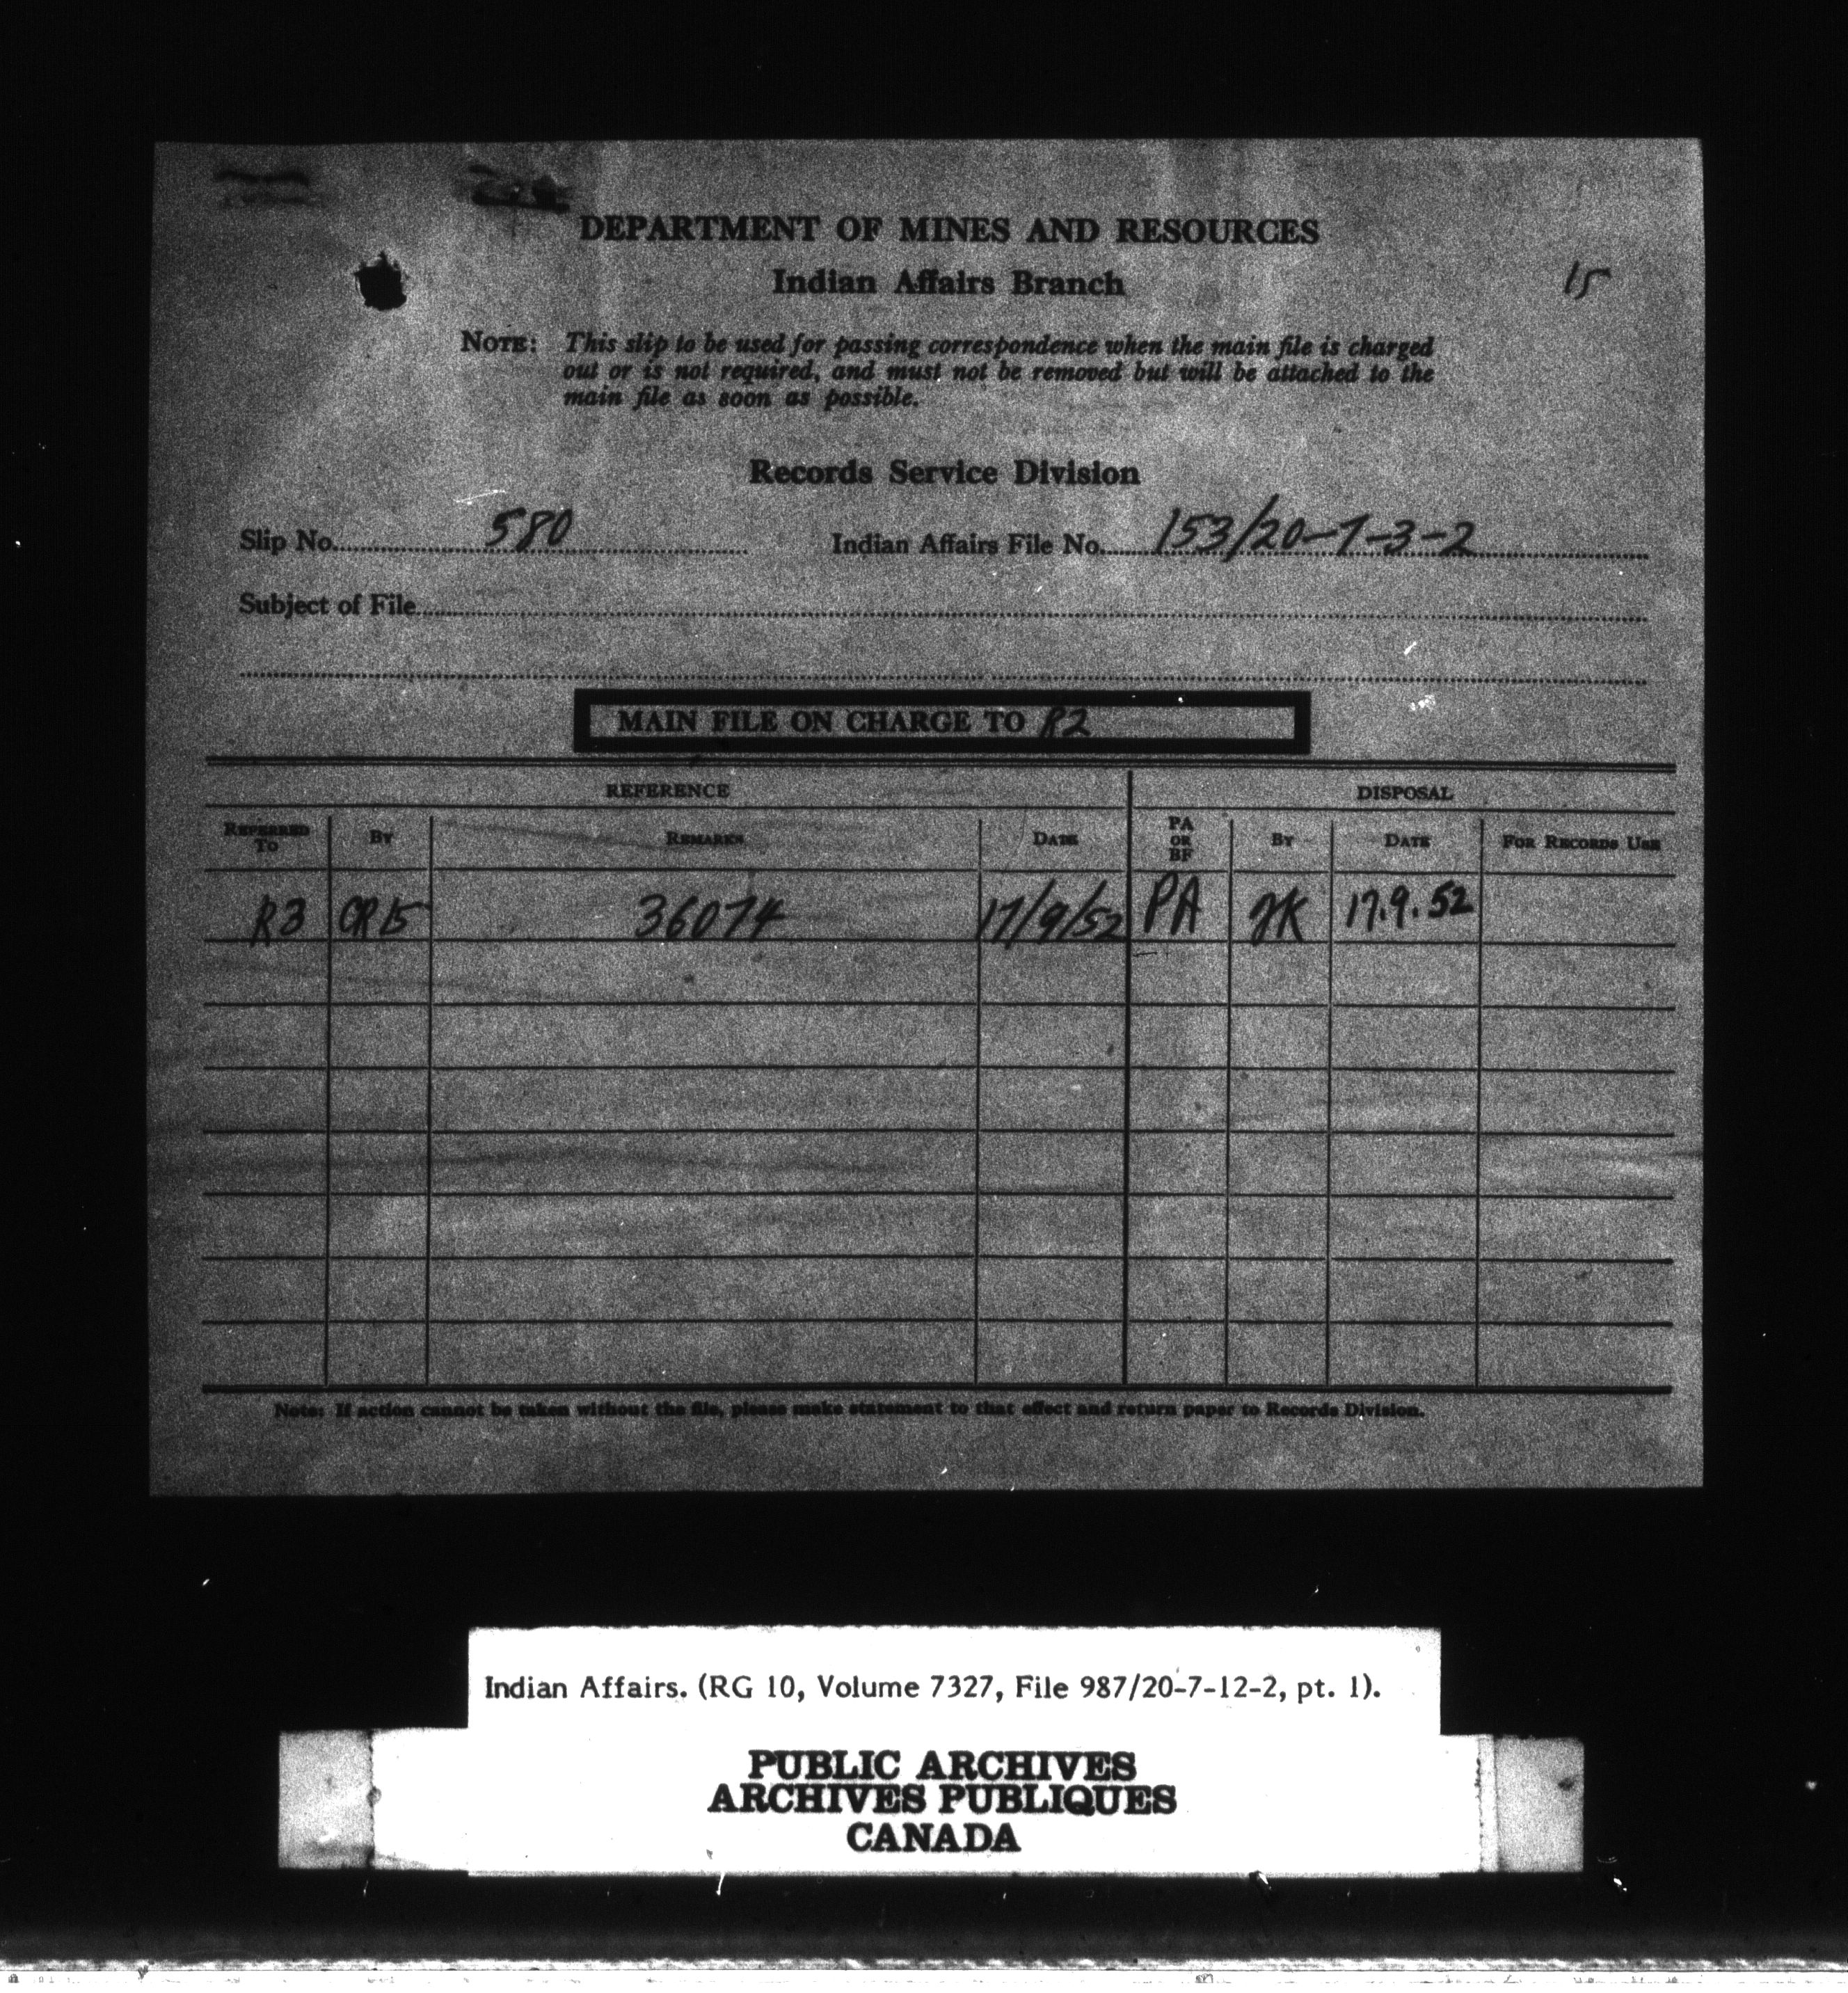 DEPARTMENT OF MINES AND RESOURCES
Indian Affairs Branch
15
NOTE: This slip to be used for passing correspondence when the main file is charged
out or is not required, and must not be removed but will be attached to the
main file as soon as possible.
Records Service Division
Slip No. 580 Indian Affairs File No. 153/20-7-3-2
Subject of File
MAIN FILE ON CHARGE TO R2
REFERENCE DISPOSAL
REFERRED TO BY REMARKS DATE PA OR BF BY DATE FOR RECORDS USE
R3 CR15 36074 17/9/52 PA 17.9.52
Note: If action cannot be taken without the file, please make statement to that effect and return paper to Records Division.
Indian Affairs. (RG 10, Volume 7327, File 987/20-7-12-2, pt. 1).
PUBLIC ARCHIVES
ARCHIVES PUBLIQUES
CANADA